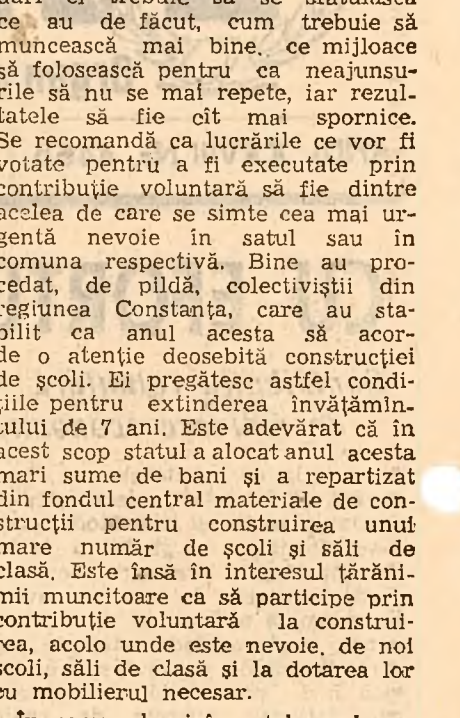 ce au de făcut, cum trebuie să
muncească mai bine, ce mijloace
să folosească pentru ca neajunsu-
rile să nu se mai repete, iar rezul-
tatele să fie cît mai spornice.
Se recomandă ca lucrările ce vor fi
votate pentru a fi executate prin
contribuție voluntară să fie dintre
acelea de care se simte cea mai ur-
gentă nevoie în satul sau în
comuna respectivă. Bine au pro-
cedat, de pildă, colectiviștii din
regiunea Constanța, care au sta-
bilit ca anul acesta să acor-
de o atenție deosebită construcției
de școli. Ei pregătesc astfel condi-
țiile pentru extinderea învățămîn-
tului de 7 ani. Este adevărat că în
acest scop statul a alocat anul acesta
mari sume de bani și a repartizat
din fondul central materiale de con-
strucții pentru construirea unui
mare număr de școli și săli de
clasă. Este însă în interesul țărăni-
mii muncitoare ca să participe prin
contribuție voluntară la construi-
rea, acolo unde este nevoie, de noi
școli, săli de clasă și la dotarea lor
cu mobilierul necesar.